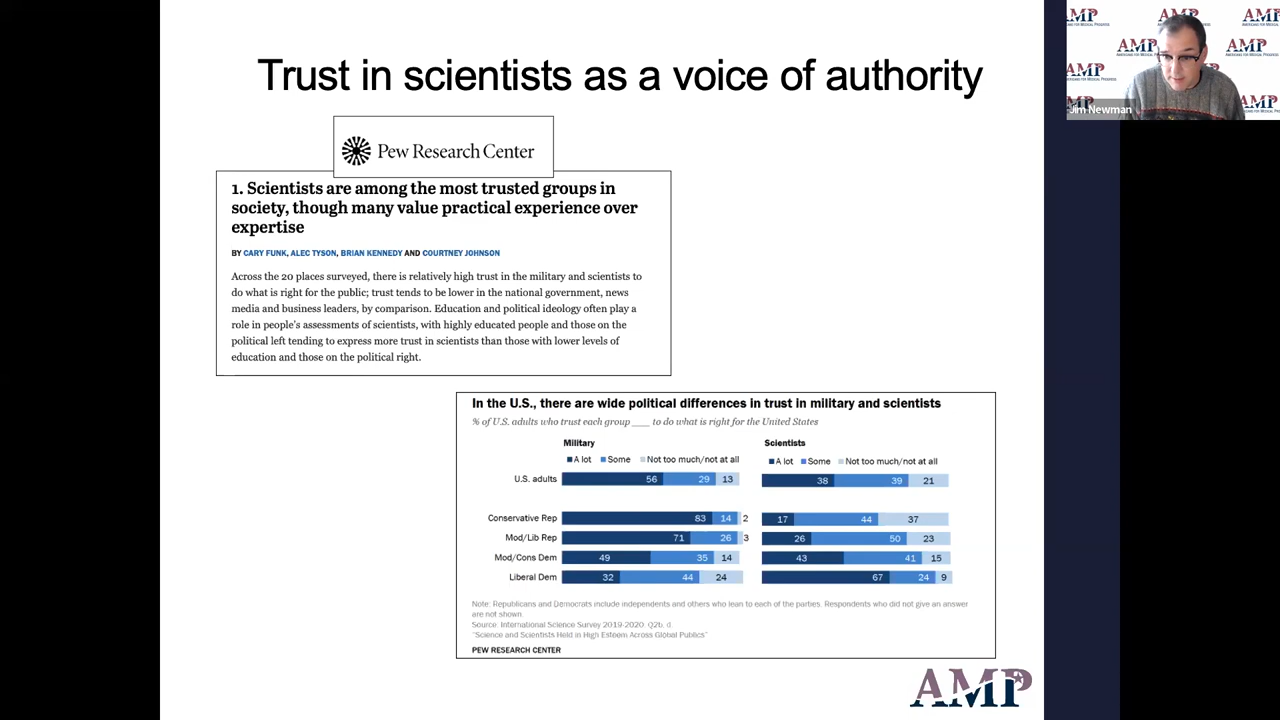 Trust in scientists as a voice of authority
Pew Research Center
1. Scientists are among the most trusted groups in
society, though many value practical experience over
expertise
BY CARY FUNK, ALEC TYSON, BRIAN KENNEDY AND COURTNEY JOHNSON
Across the 20 places surveyed, there is relatively high trust in the military and scientists to
do what is right for the public; trust tends to be lower in the national government, news
media and business leaders, by comparison. Education and political ideology often play a
role in people's assessments of scientists, with highly educated people and those on the
political left tending to express more trust in scientists than those with lower levels of
education and those on the political right.
In the U.S., there are wide political differences in trust in military and scientists
% of U.S. adults who trust each group ___ to do what is right for the United States
Military Scientists
A lot Some Not too much/not at all A lot Some Not too much/not at all
U.S. adults 56 29 13 38 39 21
Conservative Rep 83 14 2 17 44 37
Mod/Lib Rep 71 26 3 26 50 23
Mod/Cons Dem 49 35 14 43 41 15
Liberal Dem 32 44 24 67 24 9
Note: Republicans and Democrats include independents and others who lean to each of the parties. Respondents who did not give an answer
are not shown.
Source: International Science Survey 2019-2020. Q2b, d.
"Science and Scientists Held in High Esteem Across Global Publics"
PEW RESEARCH CENTER
AMP
Jim Newman
AMP
AMP
AMP
AMP
AMERICANS FOR MEDICAL PROGRESS